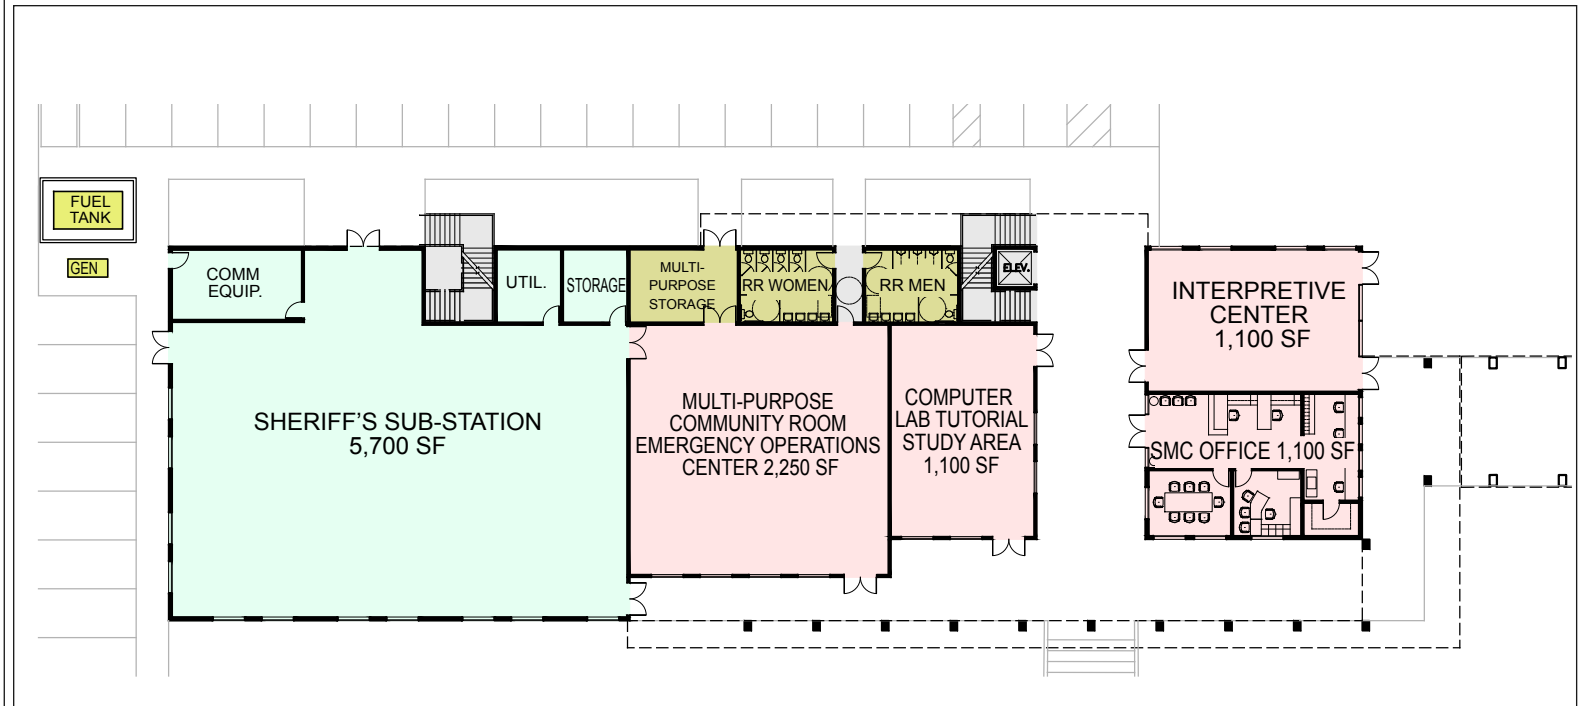 FUEL
TANK
GEN
COMM
EQUIP.
UTIL.
STORAGE
MULTI-
PURPOSE
STORAGE
RR WOMEN
RR MEN
ELEV.
INTERPRETIVE
CENTER
1,100 SF
SHERIFF'S SUB-STATION
5,700 SF
MULTI-PURPOSE
COMMUNITY ROOM
EMERGENCY OPERATIONS
CENTER 2,250 SF
COMPUTER
LAB TUTORIAL
STUDY AREA
1,100 SF
SMC OFFICE 1,100 SF